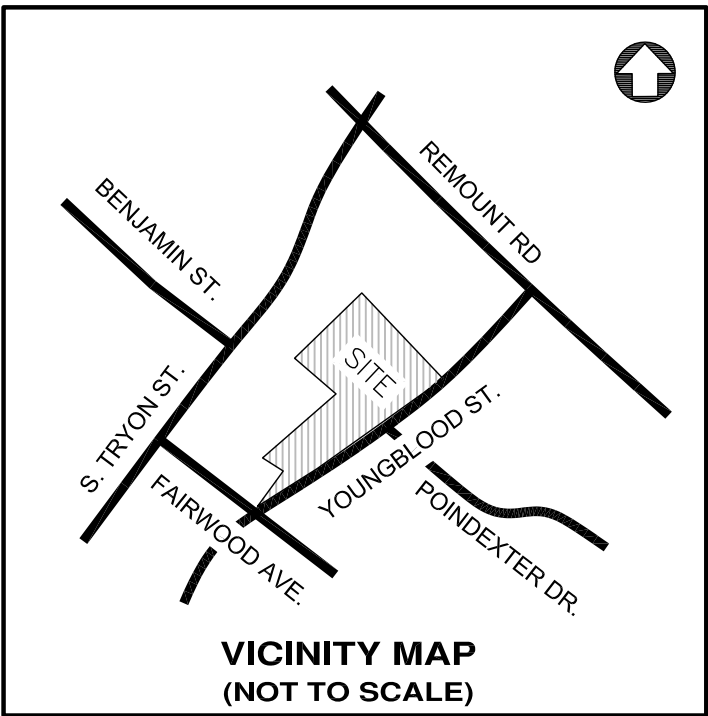 REMOUNT RD
BENJAMIN ST.
SITE
S. TRYON ST.
YOUNGBLOOD ST.
FAIRWOOD AVE.
POINDEXTER DR.
VICINITY MAP
(NOT TO SCALE)